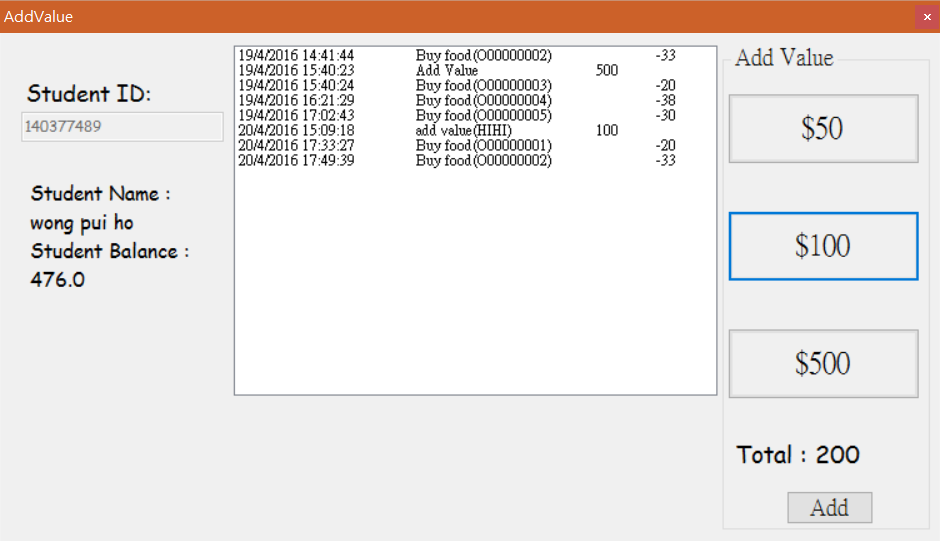 AddValue
×
Student ID:
140377489
Student Name :
wong pui ho
Student Balance :
476.0
19/4/2016 14:41:44 Buy food(O00000002) -33
19/4/2016 15:40:23 Add Value 500
19/4/2016 15:40:24 Buy food(O00000003) -20
19/4/2016 16:21:29 Buy food(O00000004) -38
19/4/2016 17:02:43 Buy food(O00000005) -30
20/4/2016 15:09:18 add value(HIHI) 100
20/4/2016 17:33:27 Buy food(O00000001) -20
20/4/2016 17:49:39 Buy food(O00000002) -33
Add Value
$50
$100
$500
Total : 200
Add